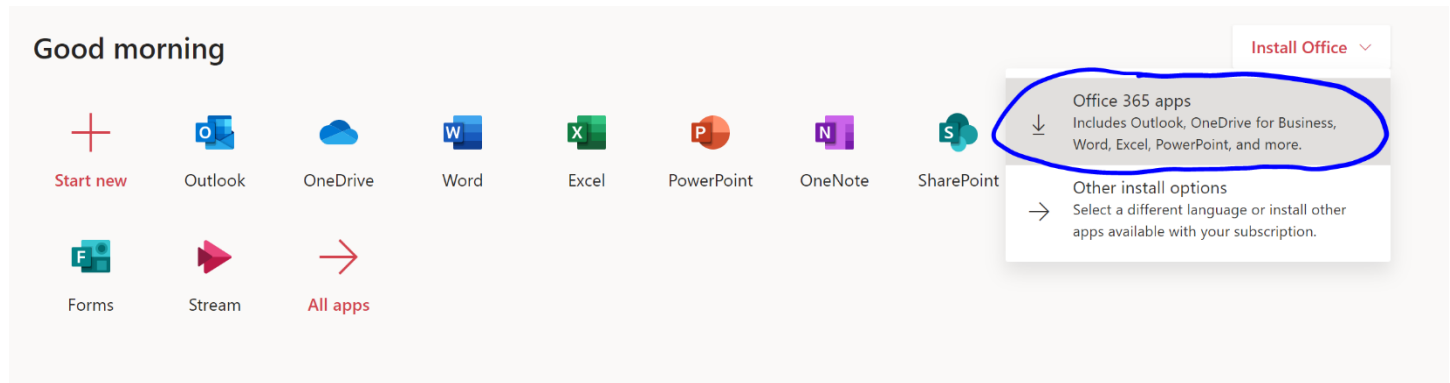 Good morning
Install Office
Office 365 apps
Includes Outlook, OneDrive for Business,
Word, Excel, PowerPoint, and more.
Start new
Outlook
OneDrive
Word
Excel
PowerPoint
OneNote
SharePoint
Other install options
Select a different language or install other
apps available with your subscription.
Forms
Stream
All apps